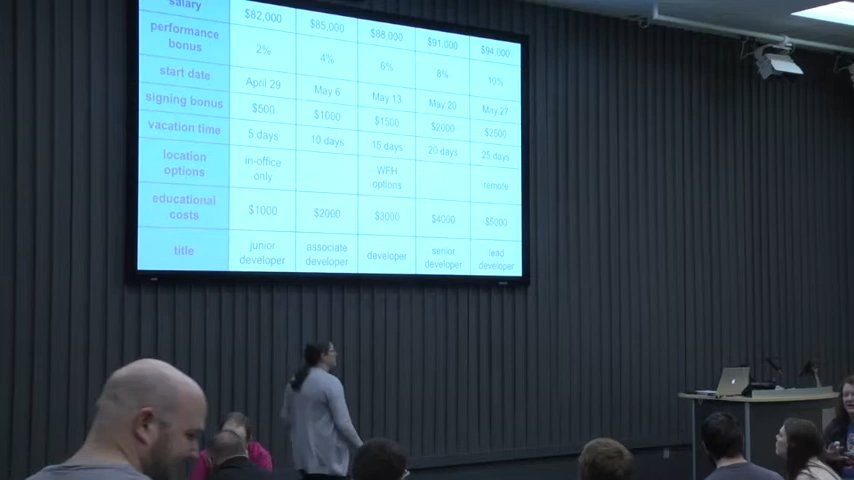 salary $82,000 $85,000 $88,000 $91,000 $94,000
performance bonus 2% 4% 6% 8% 10%
start date April 29 May 6 May 13 May 20 May 27
signing bonus $500 $1000 $1500 $2000 $2500
vacation time 5 days 10 days 15 days 20 days 25 days
location options in-office only WFH options remote
educational costs $1000 $2000 $3000 $4000 $5000
title junior developer associate developer developer senior developer lead developer